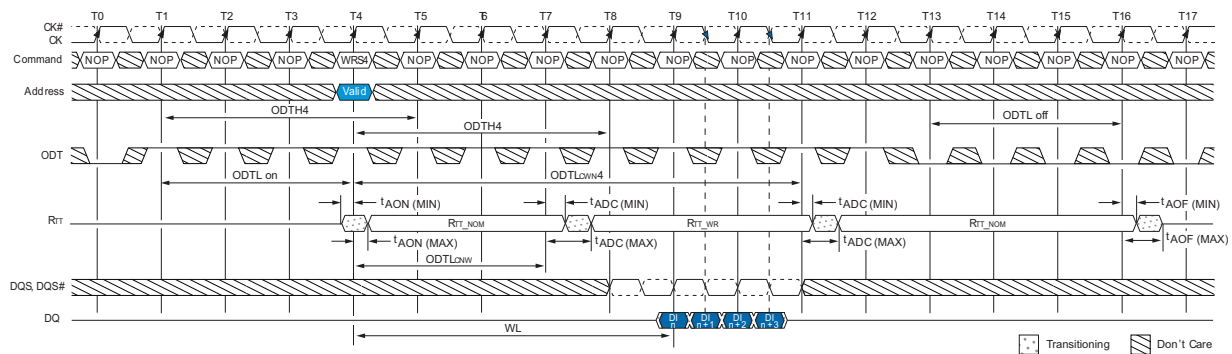 T0 T1 T2 T3 T4 T5 T6 T7 T8 T9 T10 T11 T12 T13 T14 T15 T16 T17
CK#
CK
Command NOP NOP NOP NOP WRS4 NOP NOP NOP NOP NOP NOP NOP NOP NOP NOP NOP NOP NOP
Address Valid
ODTH4
ODTH4 ODTL off
ODT
ODTL on ODTLCWN4
tAON (MIN) tADC (MIN) tADC (MIN) tAOF (MIN)
RTT RTT_NOM RTT_WR RTT_NOM
tAON (MAX) tADC (MAX) tADC (MAX) tAOF (MAX)
ODTLCNW
DQS, DQS#
DQ DI n DI n+1 DI n+2 DI n+3
WL
Transitioning Don't Care